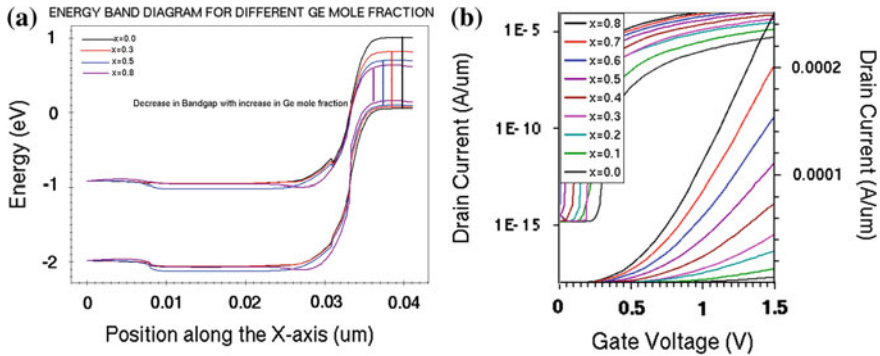 ENERGY BAND DIAGRAM FOR DIFFERENT GE MOLE FRACTION
(a)
1
0
-1
-2
Energy (eV)
x=0.0
x=0.3
x=0.5
x=0.8
Decrease in Bandgap with increase in Ge mole fraction
0 0.01 0.02 0.03 0.04
Position along the X-axis (um)
(b)
1E-5
1E-10
1E-15
Drain Current (A/um)
x=0.8
x=0.7
x=0.6
x=0.5
x=0.4
x=0.3
x=0.2
x=0.1
x=0.0
0.0002
0.0001
Drain Current (A/um)
0 0.5 1 1.5
Gate Voltage (V)